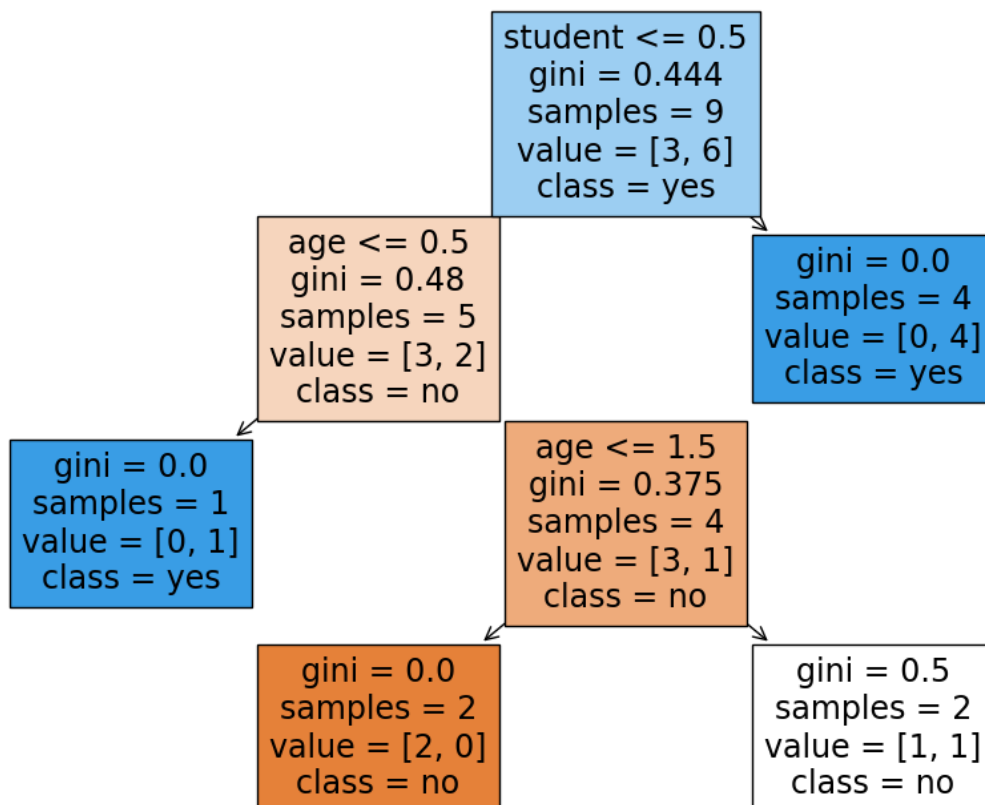 student <= 0.5
gini = 0.444
samples = 9
value = [3, 6]
class = yes
age <= 0.5
gini = 0.48
samples = 5
value = [3, 2]
class = no
gini = 0.0
samples = 4
value = [0, 4]
class = yes
gini = 0.0
samples = 1
value = [0, 1]
class = yes
age <= 1.5
gini = 0.375
samples = 4
value = [3, 1]
class = no
gini = 0.0
samples = 2
value = [2, 0]
class = no
gini = 0.5
samples = 2
value = [1, 1]
class = no